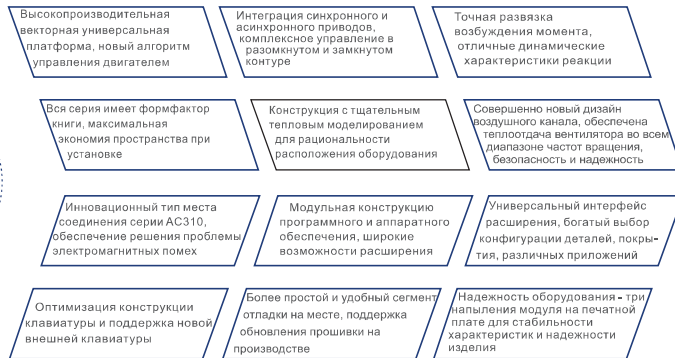 Высокопроизводительная
векторная универсальная
платформа, новый алгоритм
управления двигателем
Интеграция синхронного и
асинхронного приводов,
комплексное управление в
разомкнутом и замкнутом
контуре
Точная развязка
возбуждения момента,
отличные динамические
характеристики реакции
Вся серия имеет формфактор
книги, максимальная
экономия пространства при
установке
Конструкция с тщательным
тепловым моделированием
для рациональности
расположения оборудования
Совершенно новый дизайн
воздушного канала, обеспечена
теплоотдача вентилятора во всем
диапазоне частот вращения,
безопасность и надежность
Инновационный тип места
соединения серии AC310,
обеспечение решения проблемы
электромагнитных помех
Модульная конструкцию
программного и аппаратного
обеспечения, широкие
возможности расширения
Универсальный интерфейс
расширения, богатый выбор
конфигурации деталей, покры-
тия, различных приложений
Оптимизация конструкции
клавиатуры и поддержка новой
внешней клавиатуры
Более простой и удобный сегмент
отладки на месте, поддержка
обновления прошивки на
производстве
Надежность оборудования - три
напыления модуля на печатной
плате для стабильности
характеристик и надежности
изделия